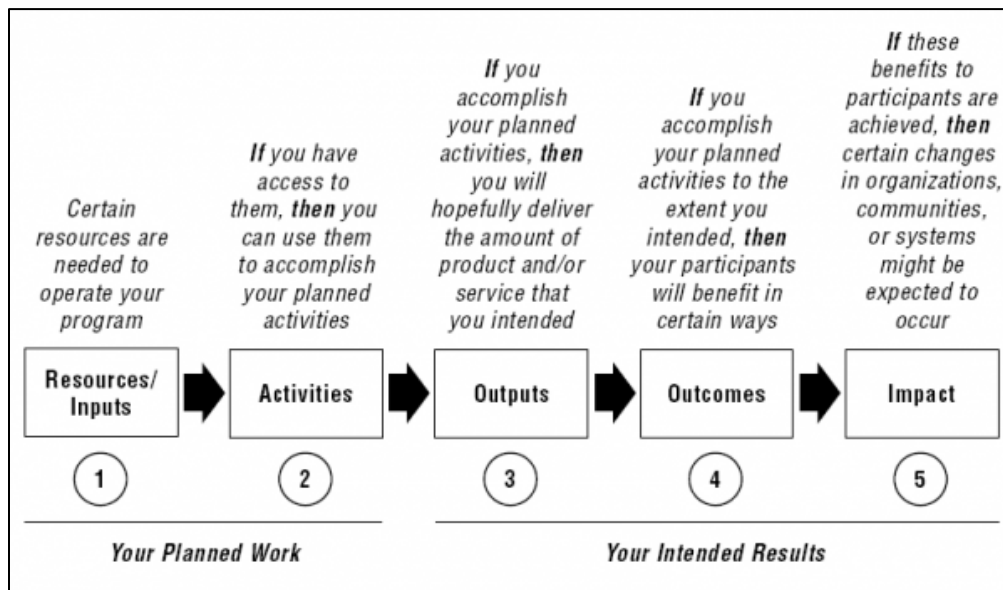 Certain
resources are
needed to
operate your
program
If you have
access to
them, then you
can use them
to accomplish
your planned
activities
If you
accomplish
your planned
activities, then
you will
hopefully deliver
the amount of
product and/or
service that
you intended
If you
accomplish
your planned
activities to the
extent you
intended, then
your participants
will benefit in
certain ways
If these
benefits to
participants are
achieved, then
certain changes
in organizations,
communities,
or systems
might be
expected to
occur
Resources/
Inputs
Activities
Outputs
Outcomes
Impact
1
2
3
4
5
Your Planned Work
Your Intended Results